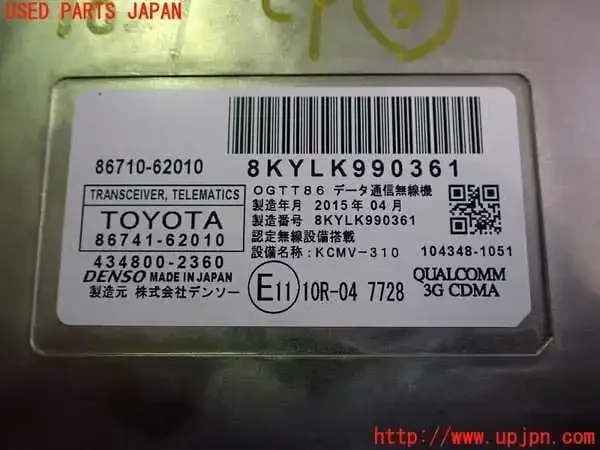 USED PARTS JAPAN
86710-62010
8KYLK990361
TRANSCEIVER, TELEMATICS
TOYOTA
86741-62010
434800-2360
DENSO MADE IN JAPAN
製造元 株式会社デンソー
OGTT86 データ通信無線機
製造年月 2015年 04月
製造番号 8KYLK990361
認定無線設備搭載
設備名称:KCMV-310
104348-1051
E11 10R-04 7728
QUALCOMM
3G CDMA
https://www.upjpn.com/